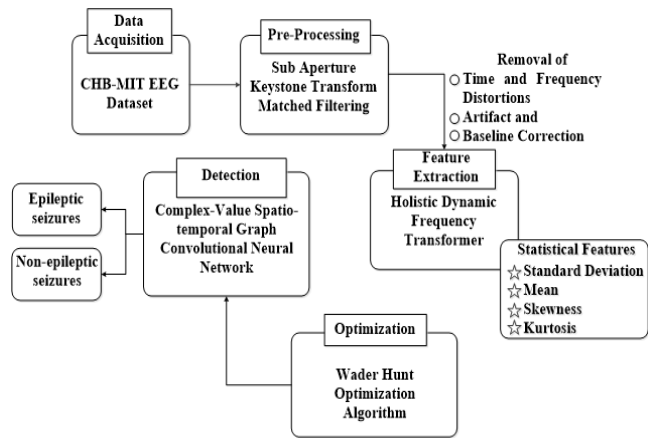 Data
Acquisition
CHB-MIT EEG
Dataset
Pre-Processing
Sub Aperture
Keystone Transform
Matched Filtering
Removal of
Time and Frequency
Distortions
Artifact and
Baseline Correction
Feature
Extraction
Holistic Dynamic
Frequency
Transformer
Statistical Features
Standard Deviation
Mean
Skewness
Kurtosis
Detection
Complex-Value Spatio-
temporal Graph
Convolutional Neural
Network
Epileptic
seizures
Non-epileptic
seizures
Optimization
Wader Hunt
Optimization
Algorithm